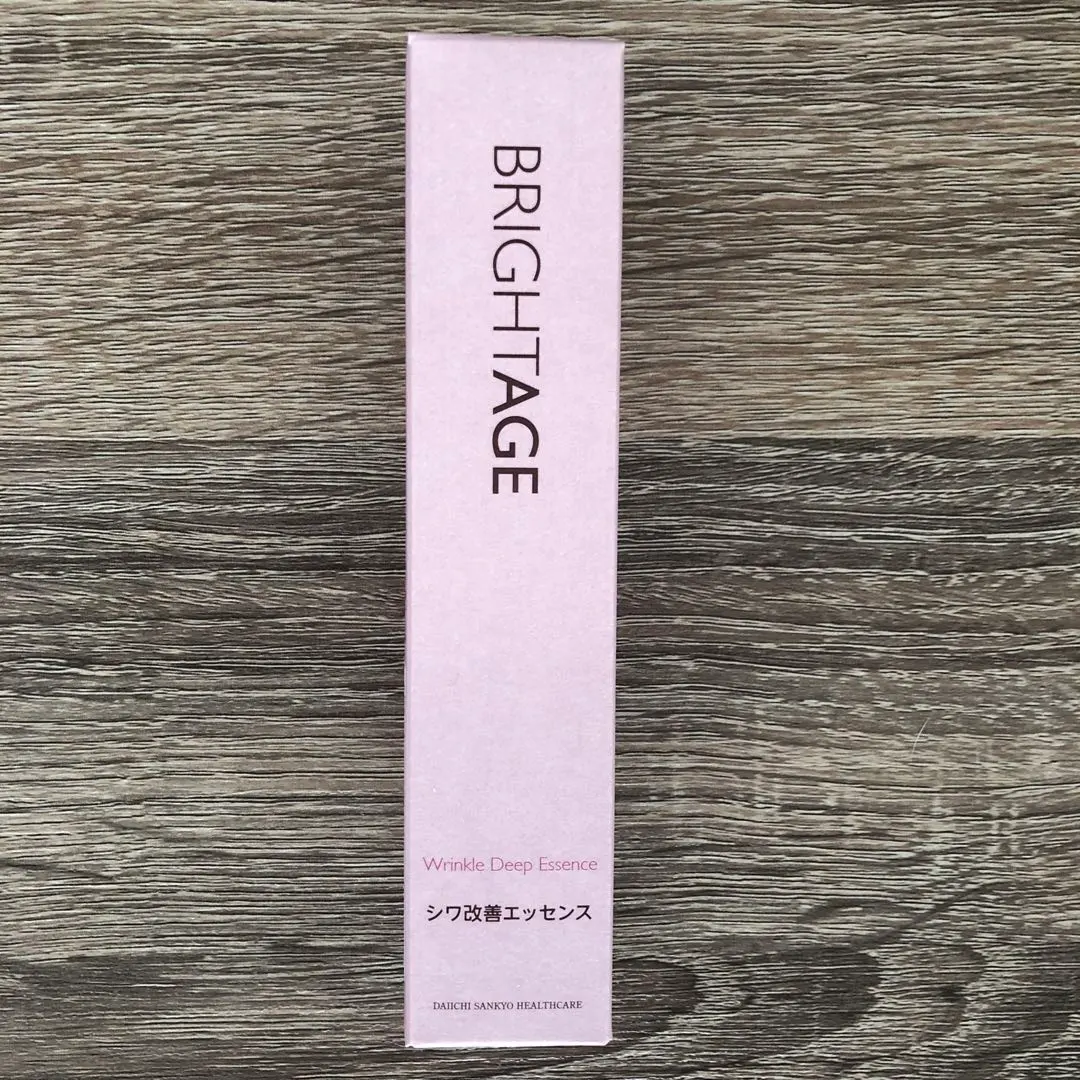 BRIGHTAGE
Wrinkle Deep Essence
シワ改善エッセンス
DAIICHI SANKYO HEALTHCARE